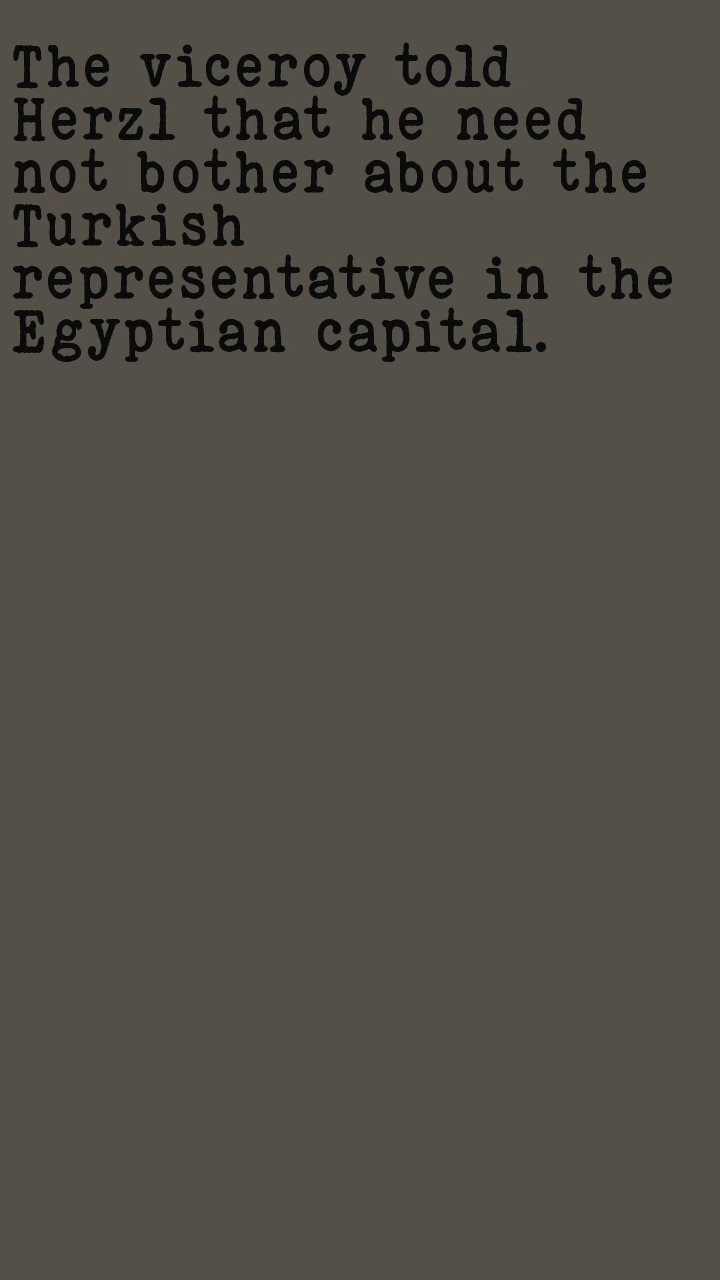 The viceroy told
Herzl that he need
not bother about the
Turkish
representative in the
Egyptian capital.